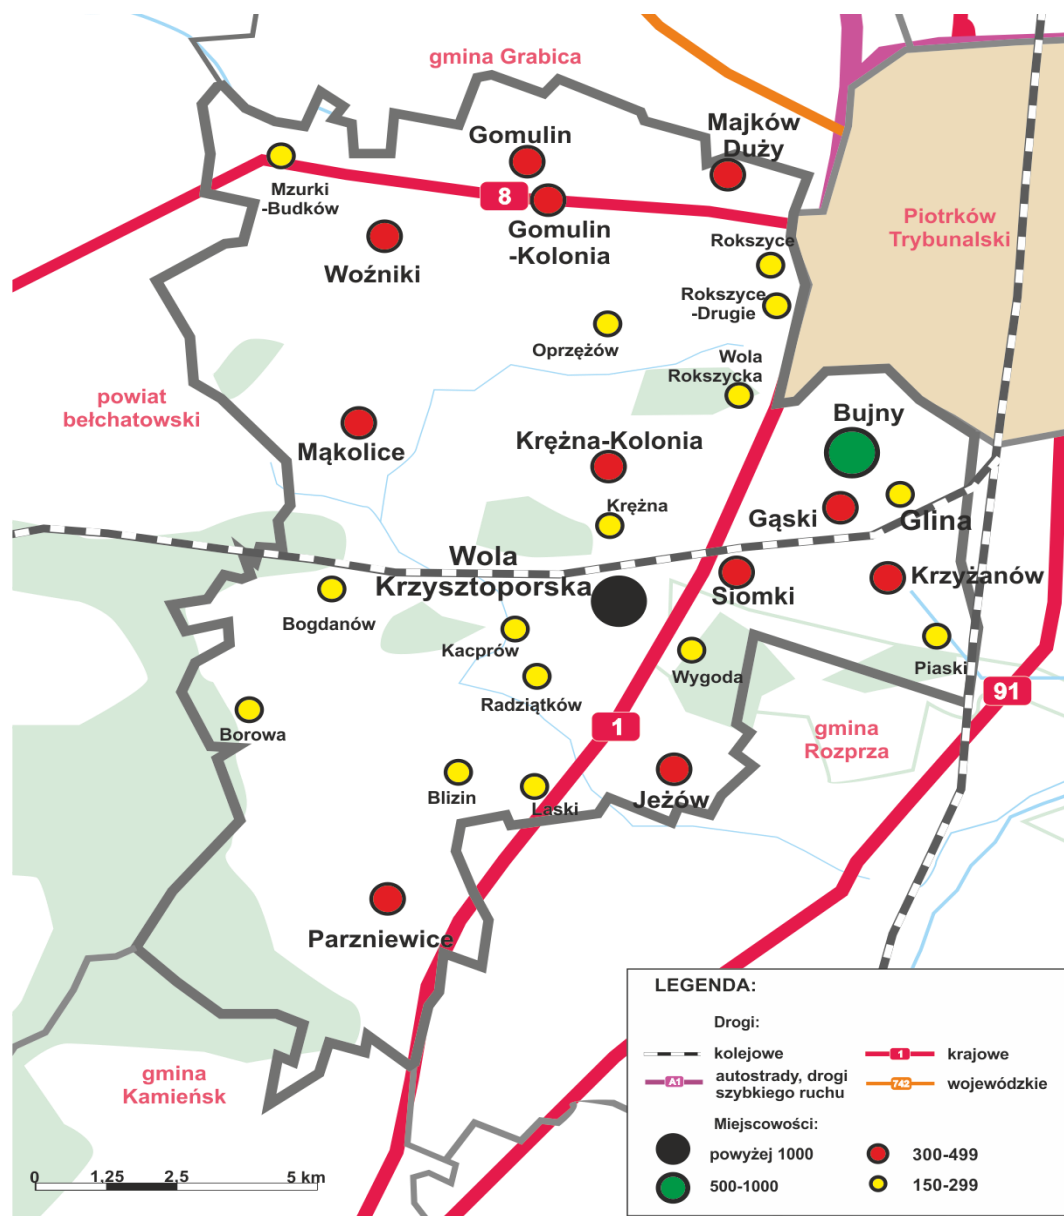 gmina Grabica
Gomulin
Majków
Duży
8
Mzurki
-Budków
Gomulin
-Kolonia
Piotrków
Trybunalski
Rokszyce
Woźniki
Rokszyce
-Drugie
Oprzężów
Wola
Rokszycka
powiat
bełchatowski
Bujny
Krężna-Kolonia
Mąkolice
Krężna
Gąski
Glina
Wola
Krzysztoporska
Siomki
Krzyżanów
Bogdanów
Kacprów
Wygoda
Piaski
Radziątków
91
Borowa
1
gmina
Rozprza
Blizin
Laski
Jeżów
Parzniewice
gmina
Kamieńsk
LEGENDA:
Drogi:
kolejowe
1
krajowe
A1
autostrady, drogi
szybkiego ruchu
742
wojewódzkie
Miejscowości:
powyżej 1000
300-499
500-1000
150-299
0 1,25 2,5 5 km